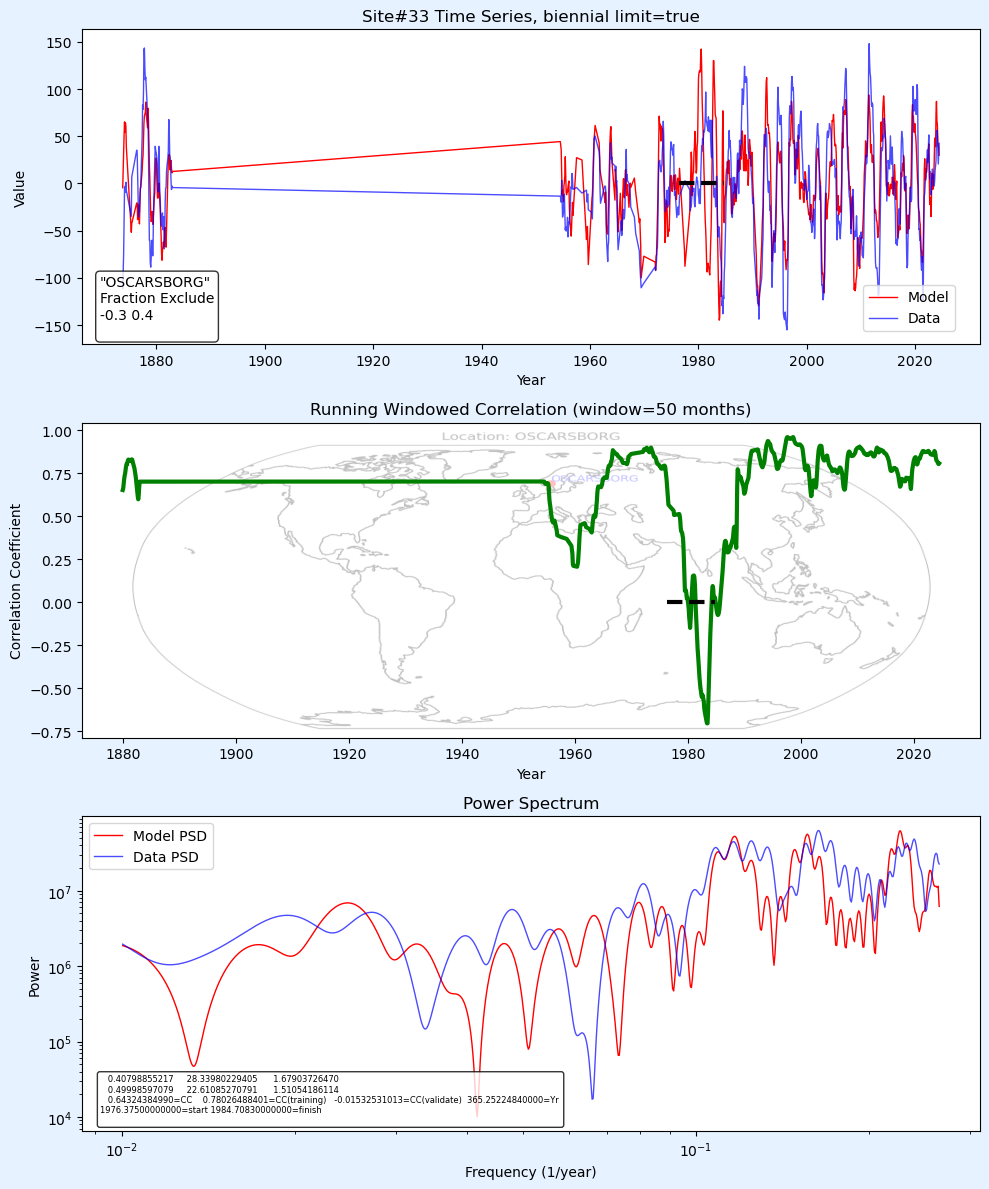 Site#33 Time Series, biennial limit=true
Value
150
100
50
0
−50
−100
−150
"OSCARSBORG"
Fraction Exclude
-0.3 0.4
Model
Data
1880 1900 1920 1940 1960 1980 2000 2020
Year
Running Windowed Correlation (window=50 months)
Location: OSCARSBORG
OSCARSBORG
Correlation Coefficient
1.00
0.75
0.50
0.25
0.00
−0.25
−0.50
−0.75
1880 1900 1920 1940 1960 1980 2000 2020
Year
Power Spectrum
Model PSD
Data PSD
Power
10⁷
10⁶
10⁵
10⁴
0.40798855217 28.33980229405 1.67903726470
0.49998597079 22.61085270791 1.51054186114
0.64324384990=CC 0.78026488401=CC(training) -0.01532531013=CC(validate) 365.25224840000=Yr
1976.37500000000=start 1984.70830000000=finish
10⁻² 10⁻¹
Frequency (1/year)